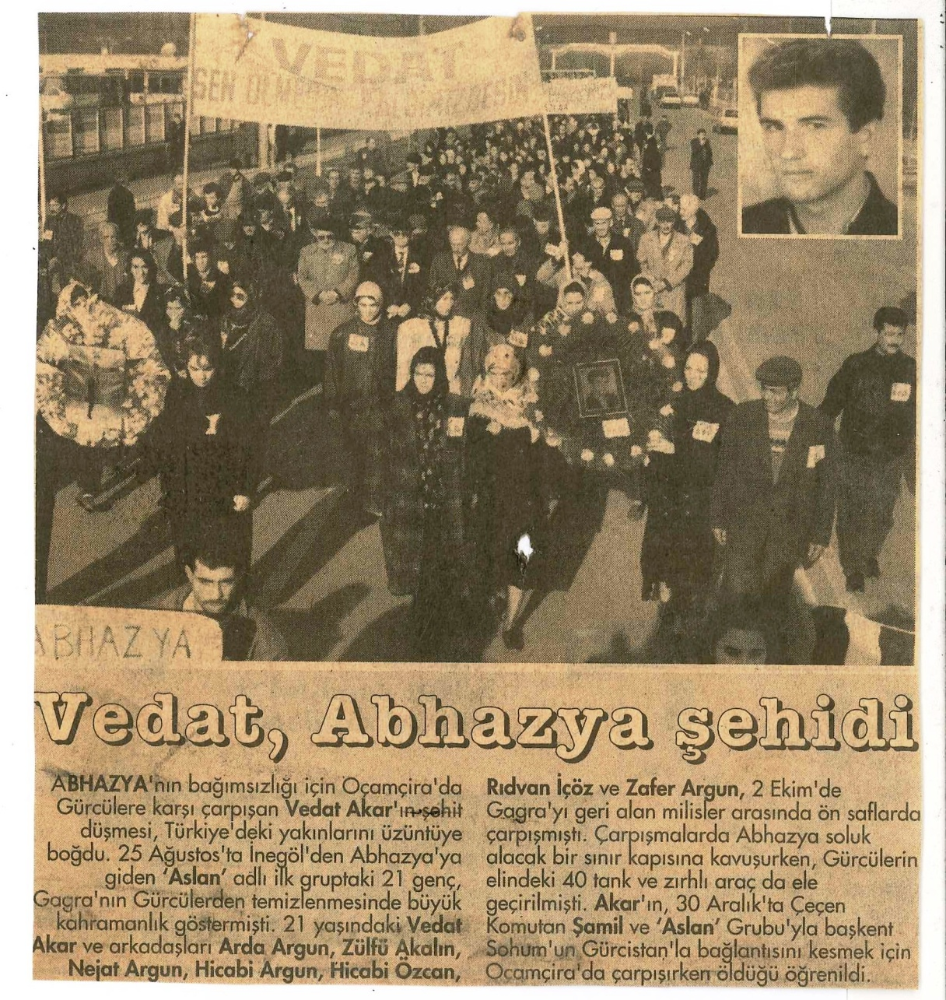 VEDAT
SEN ÖLMEDİN
ABHAZYA
Vedat, Abhazya şehidi
ABHAZYA'nın bağımsızlığı için Oçamçira'da
Gürcülere karşı çarpışan Vedat Akar'ın şehit
düşmesi, Türkiye'deki yakınlarını üzüntüye
boğdu. 25 Ağustos'ta İnegöl'den Abhazya'ya
giden 'Aslan' adlı ilk gruptaki 21 genç,
Gagra'nın Gürcülerden temizlenmesinde büyük
kahramanlık göstermişti. 21 yaşındaki Vedat
Akar ve arkadaşları Arda Argun, Zülfü Akalın,
Nejat Argun, Hicabi Argun, Hicabi Özcan,
Rıdvan İçöz ve Zafer Argun, 2 Ekim'de
Gagra'yı geri alan milisler arasında ön saflarda
çarpışmıştı. Çarpışmalarda Abhazya soluk
alacak bir sınır kapısına kavuşurken, Gürcülerin
elindeki 40 tank ve zırhlı araç da ele
geçirilmişti. Akar'ın, 30 Aralık'ta Çeçen
Komutan Şamil ve 'Aslan' Grubu'yla başkent
Sohum'un Gürcistan'la bağlantısını kesmek için
Oçamçira'da çarpışırken öldüğü öğrenildi.